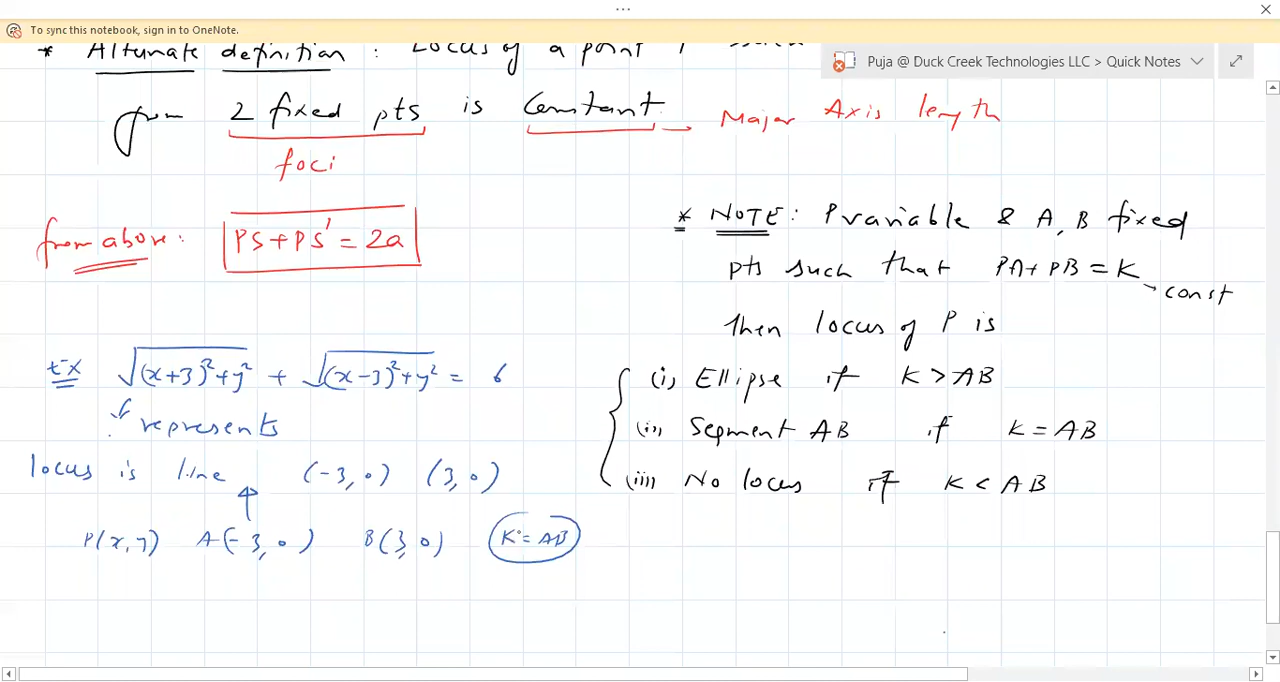 To sync this notebook, sign in to OneNote.
Puja @ Duck Creek Technologies LLC > Quick Notes
* Alternate definition : Locus of a point P such
from 2 fixed pts is constant. → Major Axis length
foci
from above: PS+PS' = 2a
* NOTE: P variable & A, B fixed
pts such that PA+PB = K
const
then locus of P is
(i) Ellipse if K > AB
(ii) Segment AB if K = AB
(iii) No locus if K < AB
EX √(x+3)²+y² + √(x-3)²+y² = 6
represents
locus is line (-3, 0) (3, 0)
P(x, y) A(-3, 0) B(3, 0) K = AB